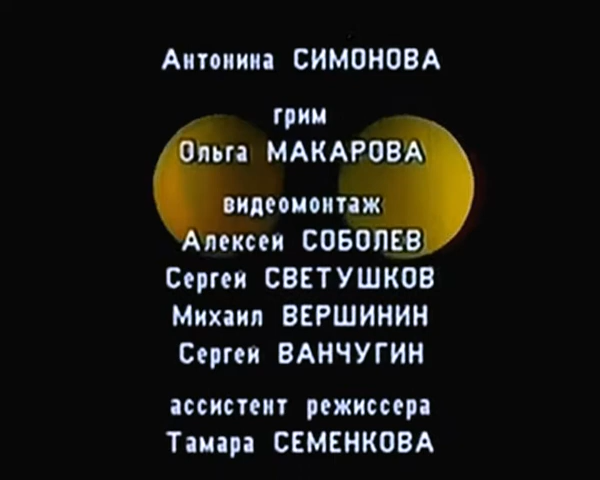 Антонина СИМОНОВА
грим
Ольга МАКАРОВА
видеомонтаж
Алексей СОБОЛЕВ
Сергей СВЕТУШКОВ
Михаил ВЕРШИНИН
Сергей ВАНЧУГИН
ассистент режиссера
Тамара СЕМЕНКОВА